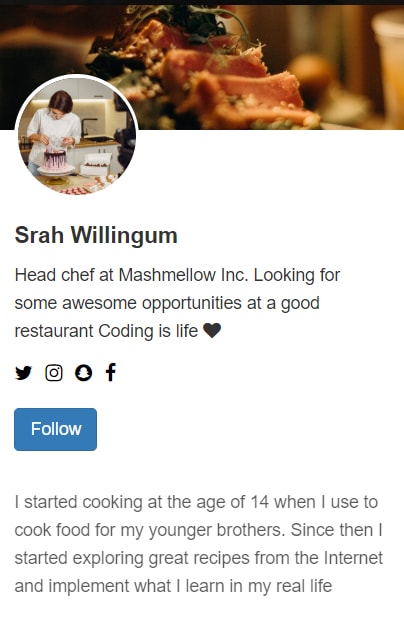 Srah Willingum
Head chef at Mashmellow Inc. Looking for
some awesome opportunities at a good
restaurant Coding is life 🖤
Follow
I started cooking at the age of 14 when I use to
cook food for my younger brothers. Since then I
started exploring great recipes from the Internet
and implement what I learn in my real life